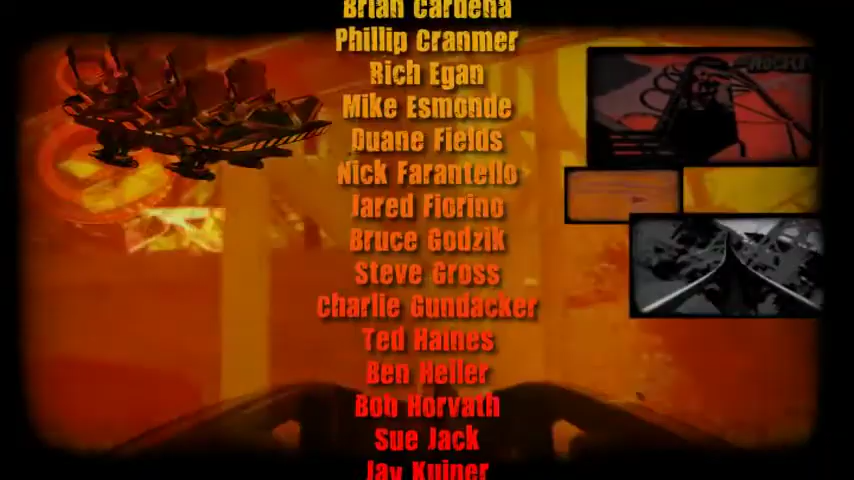 Brian Cardena
Phillip Cranmer
Rich Egan
Mike Esmonde
Duane Fields
Nick Farantello
Jared Fiorino
Bruce Godzik
Steve Gross
Charlie Gundacker
Ted Haines
Ben Heller
Bob Horvath
Sue Jack
Jay Kuiper